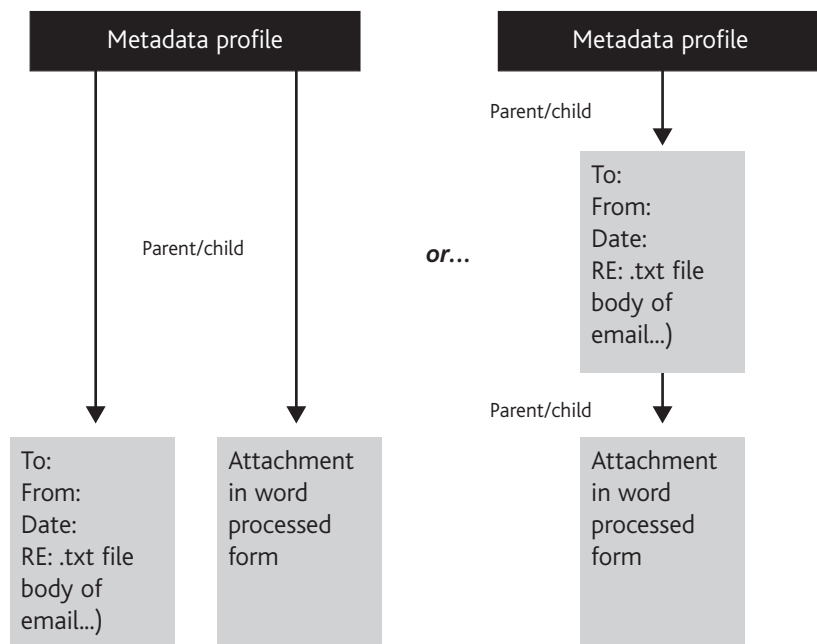 Metadata profile
Parent/child
To:
From:
Date:
RE: .txt file
body of
email...)
Attachment
in word
processed
form
or...
Metadata profile
Parent/child
To:
From:
Date:
RE: .txt file
body of
email...)
Parent/child
Attachment
in word
processed
form